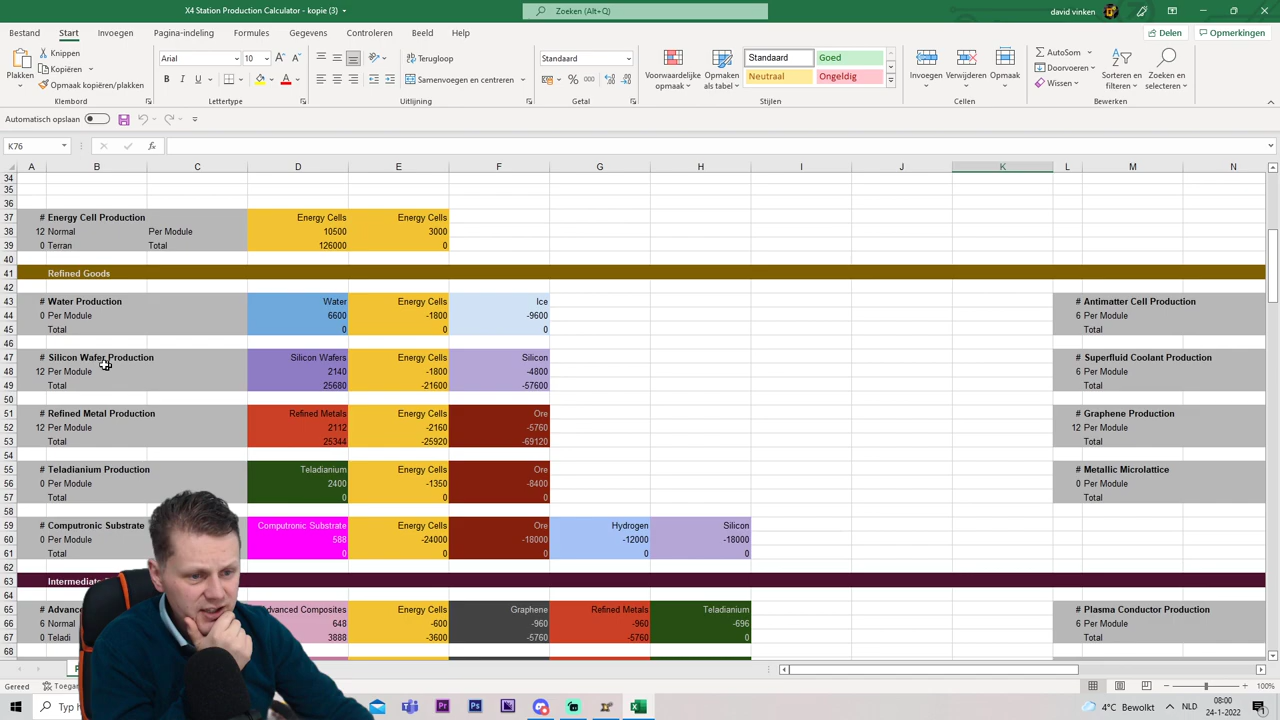 X4 Station Production Calculator - kopie (3)
Zoeken (Alt+Q)
david vinken
Bestand Start Invoegen Pagina-indeling Formules Gegevens Controleren Beeld Help
Delen Opmerkingen
Plakken
Knippen
Kopiëren
Opmaak kopiëren/plakken
Klembord
Arial 10
B I U
Lettertype
Terugloop
Samenvoegen en centreren
Uitlijning
Standaard
Getal
Voorwaardelijke opmaak
Opmaken als tabel
Standaard Goed
Neutraal Ongeldig
Stijlen
Invoegen Verwijderen Opmaak
Cellen
AutoSom
Doorvoeren
Wissen
Sorteren en filteren
Zoeken en selecteren
Bewerken
Automatisch opslaan
K76 fx
A B C D E F G H I J K L M N
34
35
36
37 # Energy Cell Production Energy Cells Energy Cells
38 12 Normal Per Module 10500 3000
39 0 Terran Total 126000 0
40
41 Refined Goods
42
43 # Water Production Water Energy Cells Ice # Antimatter Cell Production
44 0 Per Module 6600 -1800 -9600 6 Per Module
45 Total 0 0 0 Total
46
47 # Silicon Wafer Production Silicon Wafers Energy Cells Silicon # Superfluid Coolant Production
48 12 Per Module 2140 -1800 -4800 6 Per Module
49 Total 25680 -21600 -57600 Total
50
51 # Refined Metal Production Refined Metals Energy Cells Ore # Graphene Production
52 12 Per Module 2112 -2160 -5760 12 Per Module
53 Total 25344 -25920 -69120 Total
54
55 # Teladianium Production Teladianium Energy Cells Ore # Metallic Microlattice
56 0 Per Module 2400 -1350 -8400 0 Per Module
57 Total 0 0 0 Total
58
59 # Computronic Substrate Computronic Substrate Energy Cells Ore Hydrogen Silicon
60 0 Per Module 588 -24000 -18000 -12000 -18000
61 0 Total 0 0 0 0 0
62
63 Intermediate
64
65 # Advanced Advanced Composites Energy Cells Graphene Refined Metals Teladianium # Plasma Conductor Production
66 6 Normal 648 -600 -960 -960 -696 6 Per Module
67 0 Teladi 3888 -3600 -5760 -5760 0 Total
68
Gereed
100%
Typ
4°C Bewolkt
NLD
08:00
24-1-2022